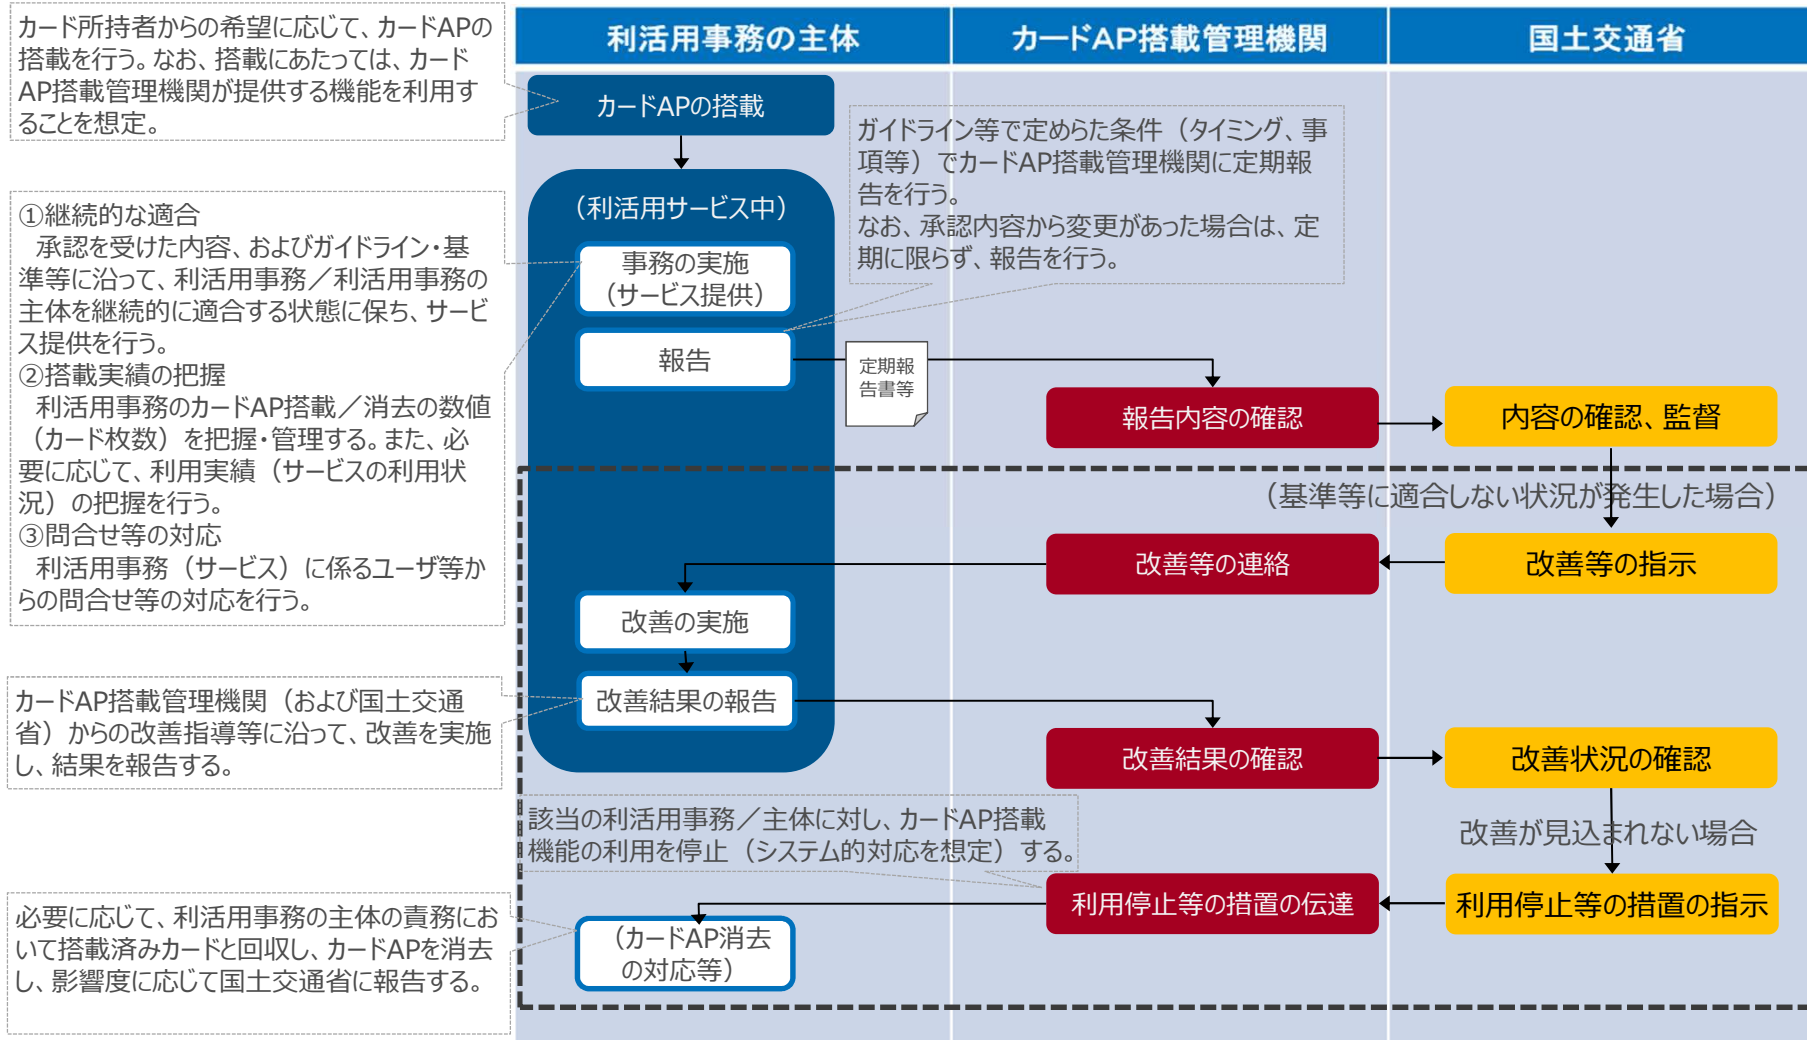 カード所持者からの希望に応じて、カードAPの
搭載を行う。なお、搭載にあたっては、カード
AP搭載管理機関が提供する機能を利用す
ることを想定。
利活用事務の主体
カードAP搭載管理機関
国土交通省
カードAPの搭載
ガイドライン等で定めらた条件（タイミング、事
項等）でカードAP搭載管理機関に定期報
告を行う。
なお、承認内容から変更があった場合は、定
期に限らず、報告を行う。
（利活用サービス中）
①継続的な適合
承認を受けた内容、およびガイドライン・基
準等に沿って、利活用事務／利活用事務の
主体を継続的に適合する状態に保ち、サービ
ス提供を行う。
②搭載実績の把握
利活用事務のカードAP搭載／消去の数値
（カード枚数）を把握・管理する。また、必
要に応じて、利用実績（サービスの利用状
況）の把握を行う。
③問合せ等の対応
利活用事務（サービス）に係るユーザ等か
らの問合せ等の対応を行う。
事務の実施
（サービス提供）
報告
定期報
告書等
報告内容の確認
内容の確認、監督
（基準等に適合しない状況が発生した場合）
改善等の連絡
改善等の指示
改善の実施
改善結果の報告
カードAP搭載管理機関（および国土交通
省）からの改善指導等に沿って、改善を実施
し、結果を報告する。
改善結果の確認
改善状況の確認
該当の利活用事務／主体に対し、カードAP搭載
機能の利用を停止（システム的対応を想定）する。
改善が見込まれない場合
利用停止等の措置の伝達
利用停止等の措置の指示
必要に応じて、利活用事務の主体の責務にお
いて搭載済みカードと回収し、カードAPを消去
し、影響度に応じて国土交通省に報告する。
（カードAP消去
の対応等）